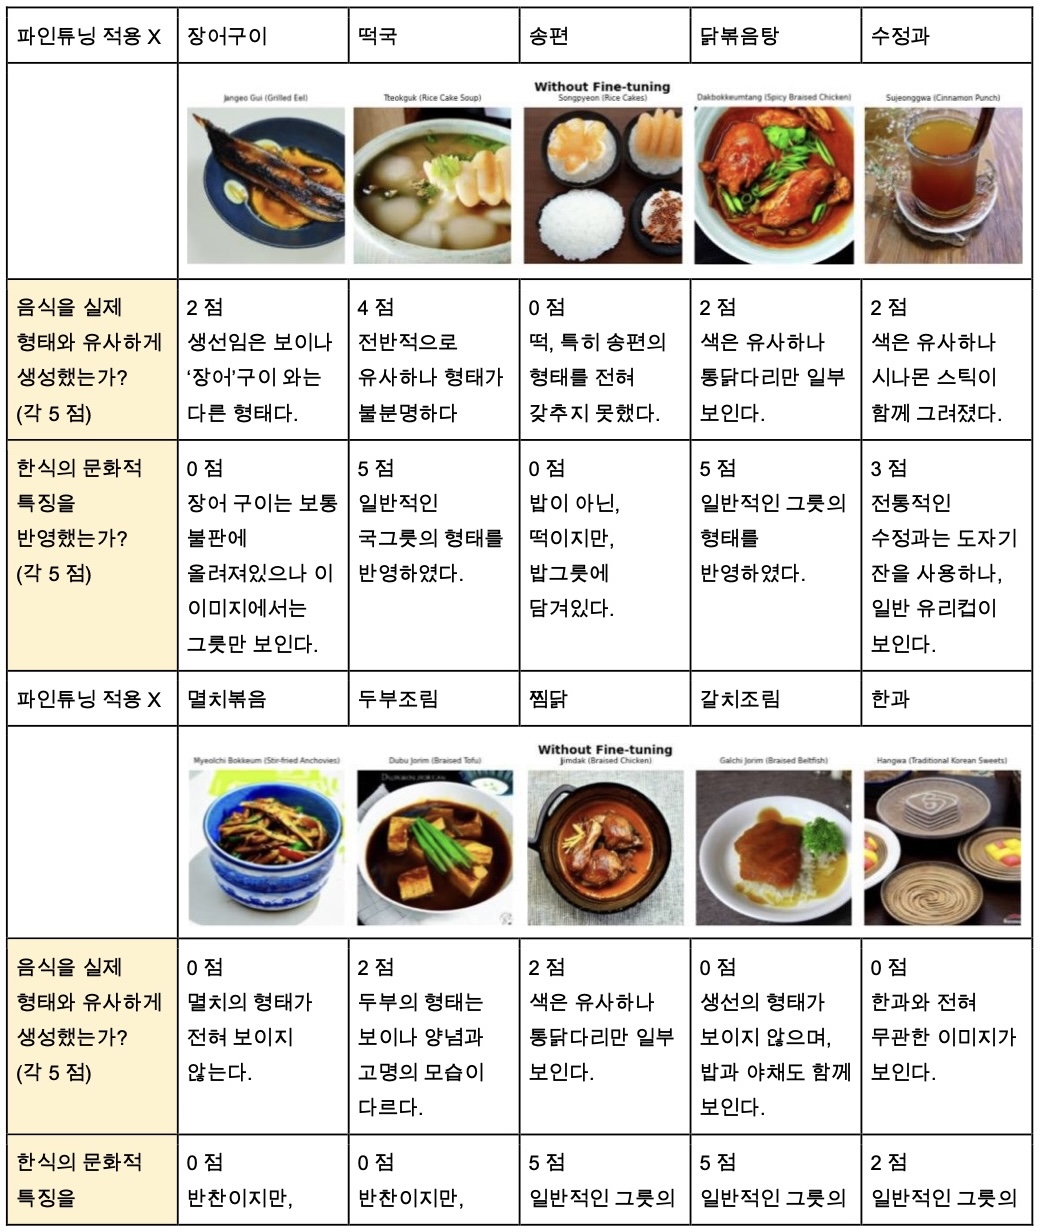 파인튜닝 적용 X
장어구이
떡국
송편
닭볶음탕
수정과
Without Fine-tuning
Jangeo Gui (Grilled Eel)
Tteokguk (Rice Cake Soup)
Songpyeon (Rice Cakes)
Dakbokkeumtang (Spicy Braised Chicken)
Sujeonggwa (Cinnamon Punch)
음식을 실제
형태와 유사하게
생성했는가?
(각 5 점)
2 점
생선임은 보이나
‘장어’구이 와는
다른 형태다.
4 점
전반적으로
유사하나 형태가
불분명하다
0 점
떡, 특히 송편의
형태를 전혀
갖추지 못했다.
2 점
색은 유사하나
통닭다리만 일부
보인다.
2 점
색은 유사하나
시나몬 스틱이
함께 그려졌다.
한식의 문화적
특징을
반영했는가?
(각 5 점)
0 점
장어 구이는 보통
불판에
올려져있으나 이
이미지에서는
그릇만 보인다.
5 점
일반적인
국그릇의 형태를
반영하였다.
0 점
밥이 아닌,
떡이지만,
밥그릇에
담겨있다.
5 점
일반적인 그릇의
형태를
반영하였다.
3 점
전통적인
수정과는 도자기
잔을 사용하나,
일반 유리컵이
보인다.
파인튜닝 적용 X
멸치볶음
두부조림
찜닭
갈치조림
한과
Without Fine-tuning
Myeolchi Bokkeum (Stir-fried Anchovies)
Dubu Jorim (Braised Tofu)
Jjimdak (Braised Chicken)
Galchi Jorim (Braised Beltfish)
Hangwa (Traditional Korean Sweets)
음식을 실제
형태와 유사하게
생성했는가?
(각 5 점)
0 점
멸치의 형태가
전혀 보이지
않는다.
2 점
두부의 형태는
보이나 양념과
고명의 모습이
다르다.
2 점
색은 유사하나
통닭다리만 일부
보인다.
0 점
생선의 형태가
보이지 않으며,
밥과 야채도 함께
보인다.
0 점
한과와 전혀
무관한 이미지가
보인다.
한식의 문화적
특징을
0 점
반찬이지만,
0 점
반찬이지만,
5 점
일반적인 그릇의
5 점
일반적인 그릇의
2 점
일반적인 그릇의